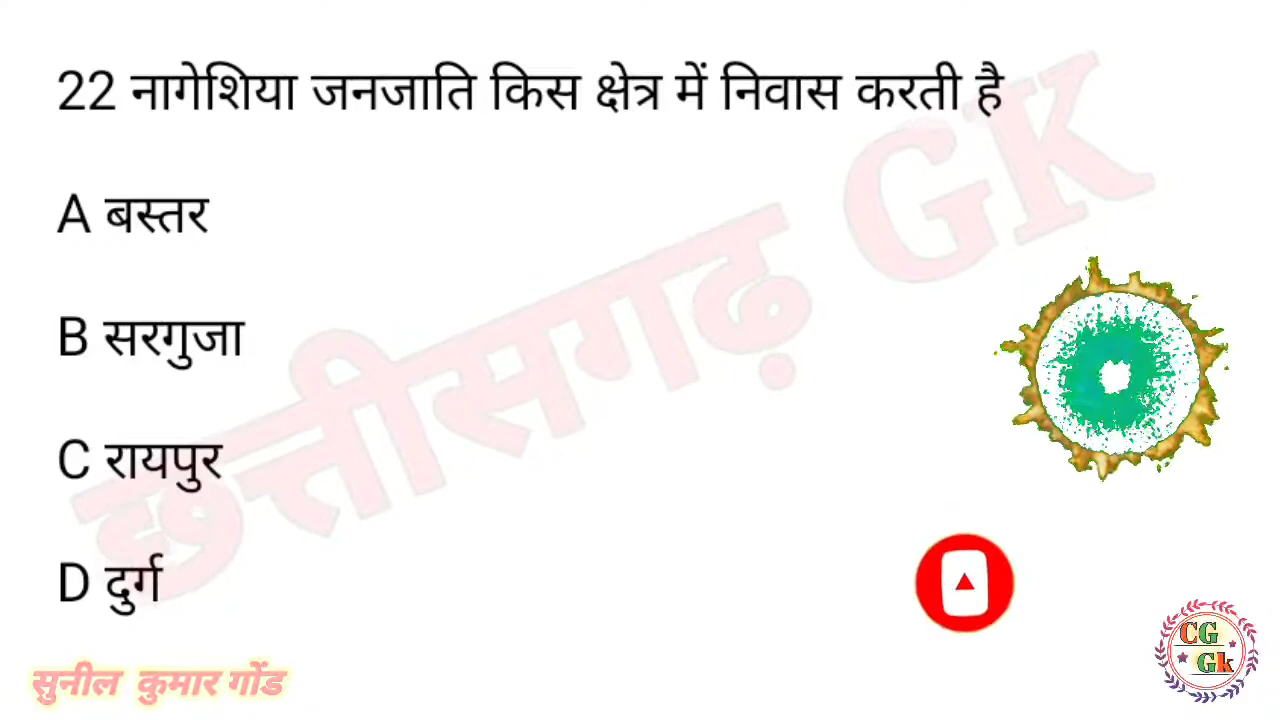 22 नागेशिया जनजाति किस क्षेत्र में निवास करती है
A बस्तर
B सरगुजा
C रायपुर
D दुर्ग
छत्तीसगढ़ GK
सुनील कुमार गोंड
CG
Gk